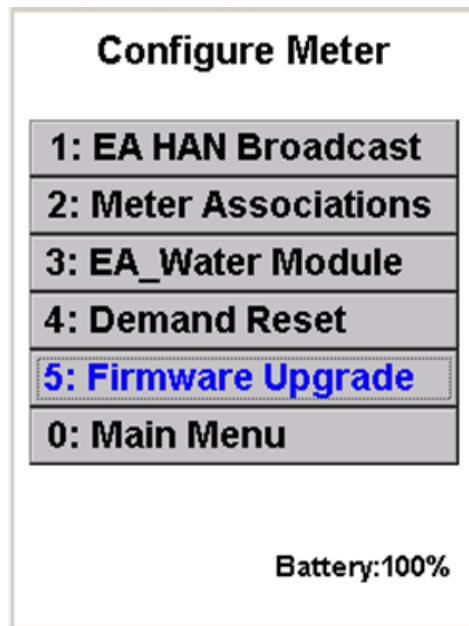 Configure Meter
1: EA HAN Broadcast
2: Meter Associations
3: EA_Water Module
4: Demand Reset
5: Firmware Upgrade
0: Main Menu
Battery:100%